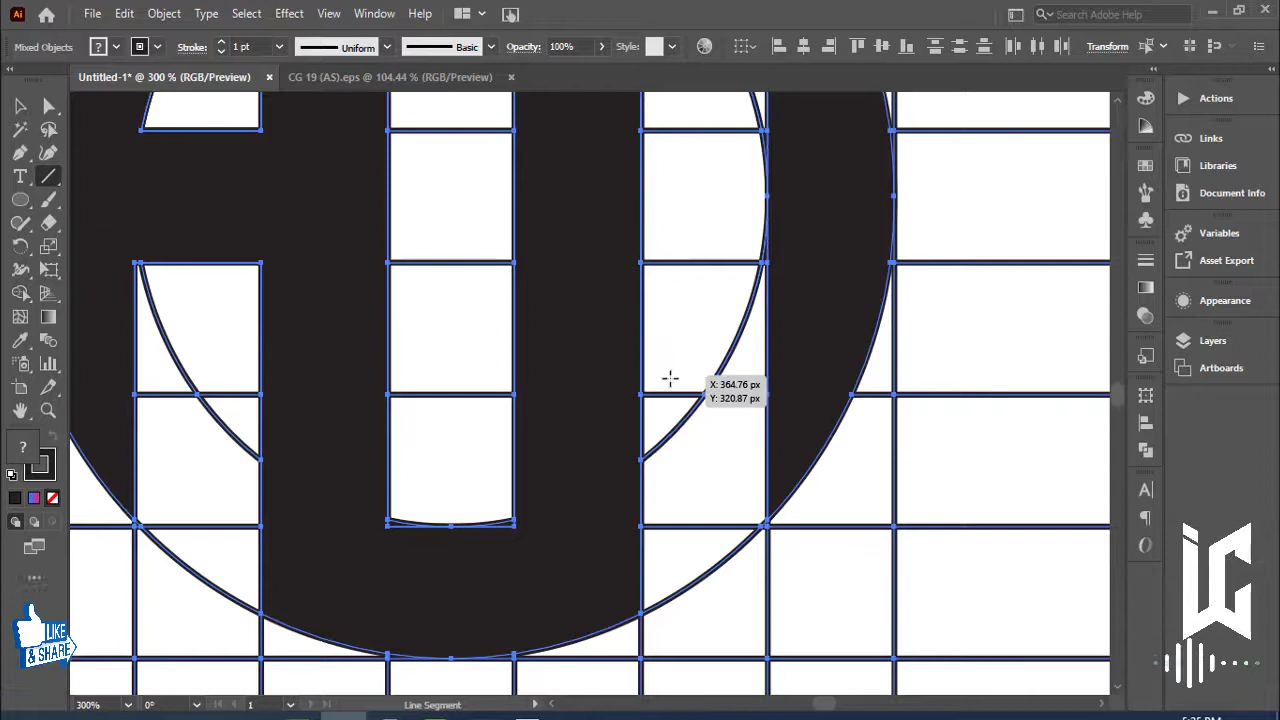 Ai File Edit Object Type Select Effect View Window Help Search Adobe Help
Mixed Objects ? Stroke: 1 pt Uniform Basic Opacity: 100% Style: Transform
Untitled-1* @ 300 % (RGB/Preview) × CG 19 (AS).eps @ 104.44 % (RGB/Preview) ×
Actions
Links
Libraries
Document Info
Variables
Asset Export
Appearance
Layers
Artboards
X: 364.76 px
Y: 320.87 px
?
LIKE
& SHARE
IC
300% 0° 1 Line Segment